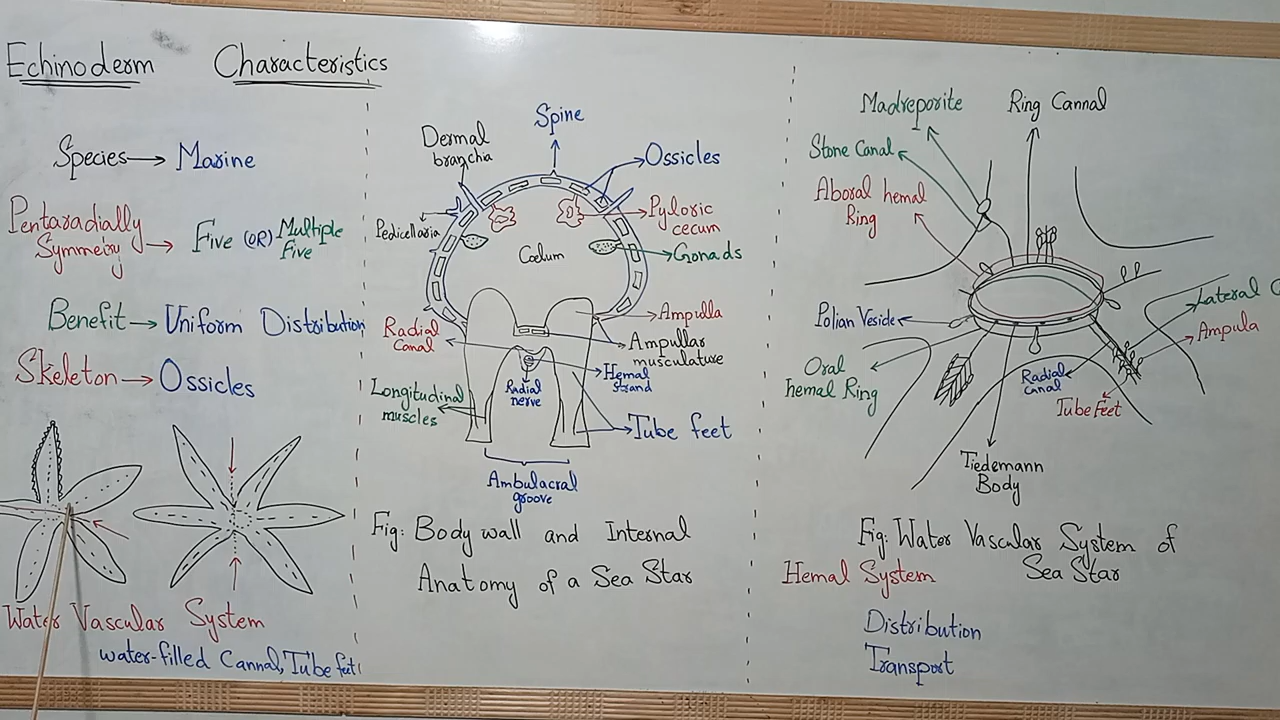 Echinoderm Characteristics
Species → Marine
Pentaradially
Symmetry → Five (OR) Multiple
Five
Benefit → Uniform Distribution
Skeleton → Ossicles
Water Vascular System
water-filled Cannal, Tube feet
Spine
Dermal
branchia
Ossicles
Pedicellaria
Pyloric
cecum
Coelum
Gonads
Radial
Canal
Ampulla
Ampullar
musculature
Hemal
strand
Radial
nerve
Longitudinal
muscles
Tube feet
Ambulacral
groove
Fig: Body wall and Internal
Anatomy of a Sea Star
Madreporite
Ring Cannal
Stone Canal
Aboral hemal
Ring
Lateral C
Polian Veside
Ampula
Oral
hemal Ring
Radial
canal
Tube Feet
Tiedemann
Body
Fig: Water Vascular System of
Sea Star
Hemal System
Distribution
Transport